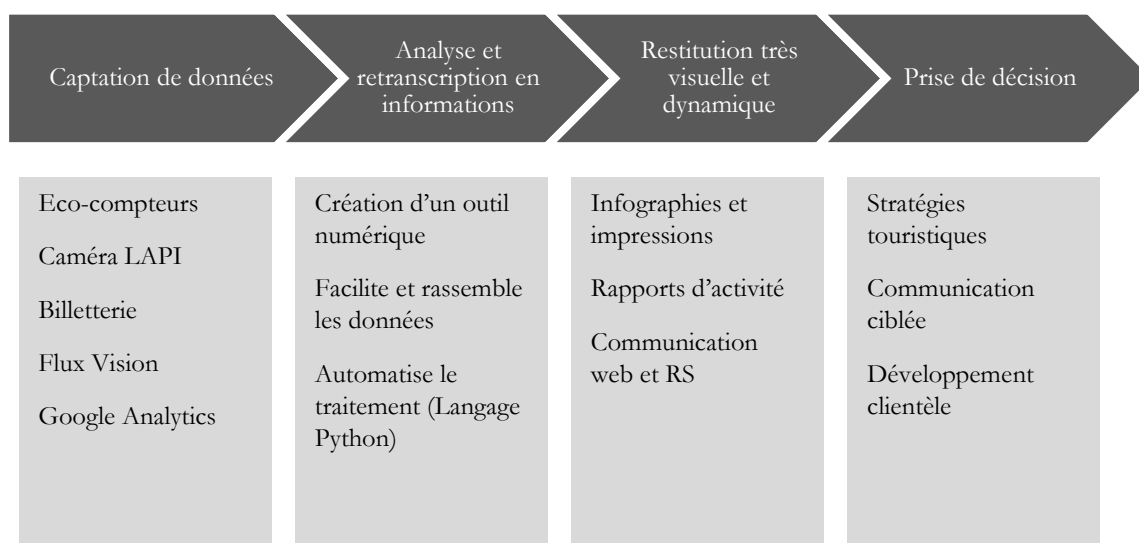 Captation de données
Analyse et
retranscription en
informations
Restitution très
visuelle et
dynamique
Prise de décision
Eco-compteurs
Caméra LAPI
Billetterie
Flux Vision
Google Analytics
Création d’un outil
numérique
Facilite et rassemble
les données
Automatise le
traitement (Langage
Python)
Infographies et
impressions
Rapports d’activité
Communication
web et RS
Stratégies
touristiques
Communication
ciblée
Développement
clientèle